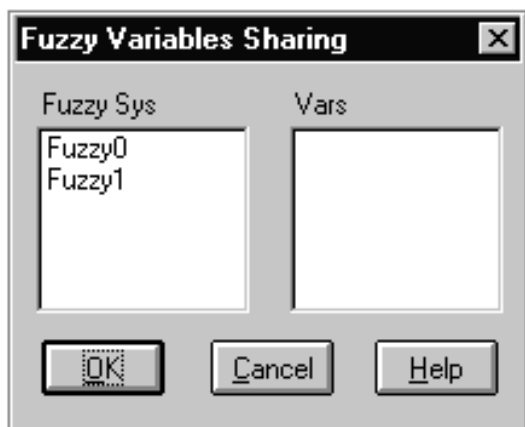 Fuzzy Variables Sharing
Fuzzy Sys Vars
Fuzzy0
Fuzzy1
OK Cancel Help